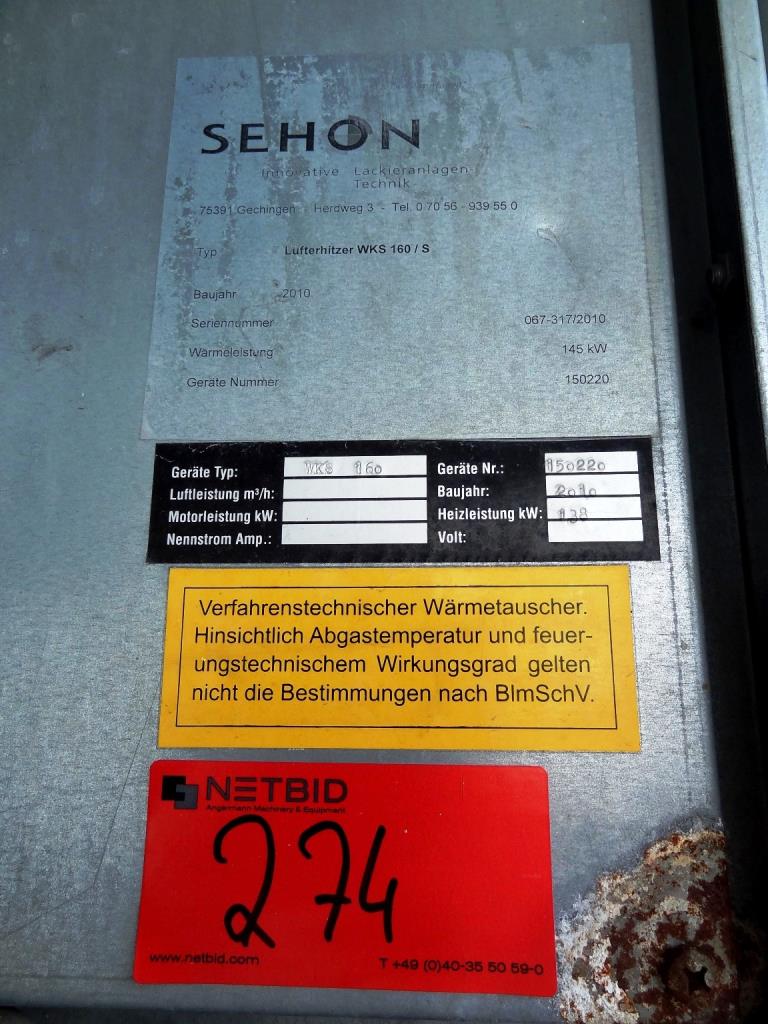 SEHON
Innovative Lackieranlagen-
Technik
75391 Gechingen - Herdweg 3 - Tel. 0 70 56 - 939 55 0
Typ Lufterhitzer WKS 160 / S
Baujahr 2010
Seriennummer 067-317/2010
Wärmeleistung 145 kW
Geräte Nummer 150220
Geräte Typ: WKS 160 Geräte Nr.: 150220
Luftleistung m³/h: Baujahr: 2010
Motorleistung kW: Heizleistung kW: 138
Nennstrom Amp.: Volt:
Verfahrenstechnischer Wärmetauscher.
Hinsichtlich Abgastemperatur und feuer-
ungstechnischem Wirkungsgrad gelten
nicht die Bestimmungen nach BlmSchV.
NETBID
Angermann Machinery & Equipment
274
www.netbid.com T +49 (0)40-35 50 59-0